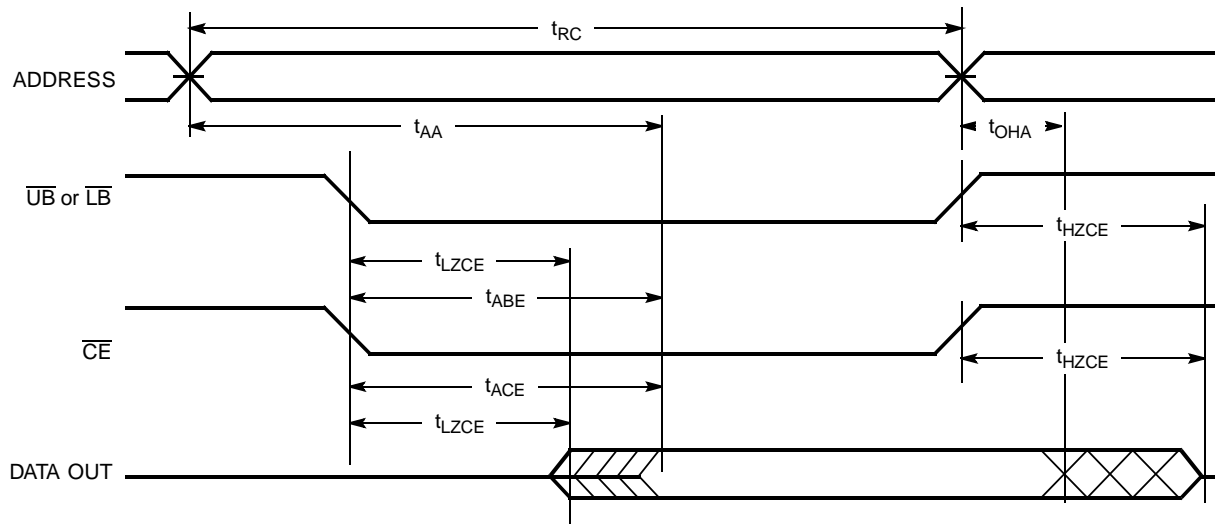 tRC
ADDRESS
tAA
tOHA
UB or LB
tHZCE
tLZCE
tABE
CE
tHZCE
tACE
tLZCE
DATA OUT